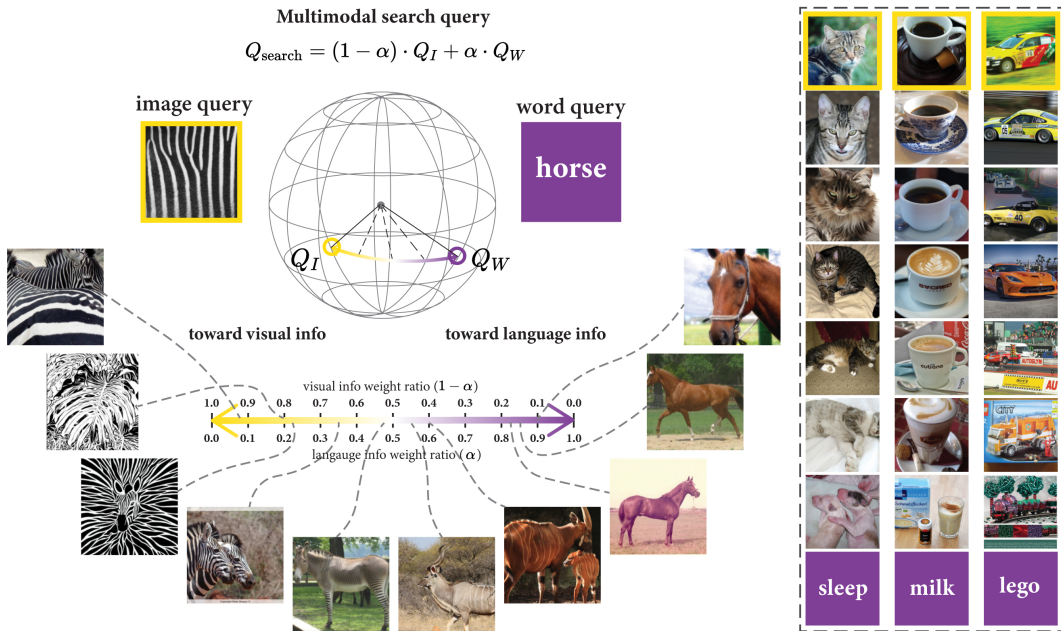 Multimodal search query
Q_search = (1 − α) · Q_I + α · Q_W
image query
word query
horse
Q_I
Q_W
toward visual info
toward language info
visual info weight ratio (1 − α)
1.0 0.9 0.8 0.7 0.6 0.5 0.4 0.3 0.2 0.1 0.0
0.0 0.1 0.2 0.3 0.4 0.5 0.6 0.7 0.8 0.9 1.0
langauge info weight ratio (α)
40
CITY
AU
sleep
milk
lego